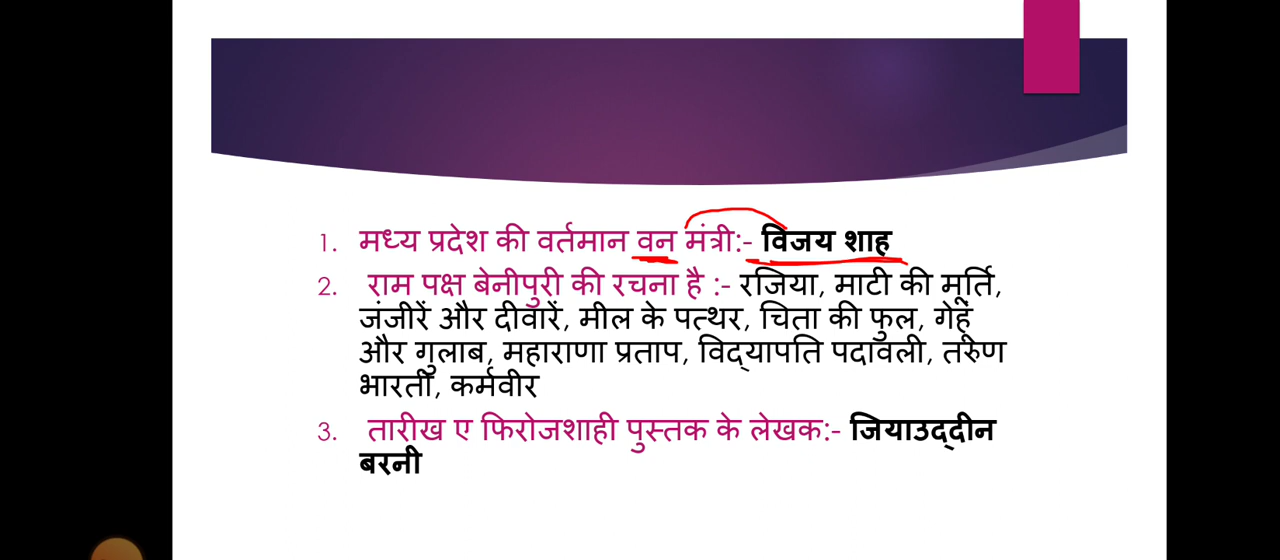 1. मध्य प्रदेश की वर्तमान वन मंत्री:- विजय शाह
2. राम पक्ष बेनीपुरी की रचना है :- रजिया, माटी की मूर्ति,
जंजीरें और दीवारें, मील के पत्थर, चिता की फुल, गेहूं
और गुलाब, महाराणा प्रताप, विद्यापति पदावली, तरुण
भारती, कर्मवीर
3. तारीख ए फिरोजशाही पुस्तक के लेखक:- जियाउद्दीन
बरनी